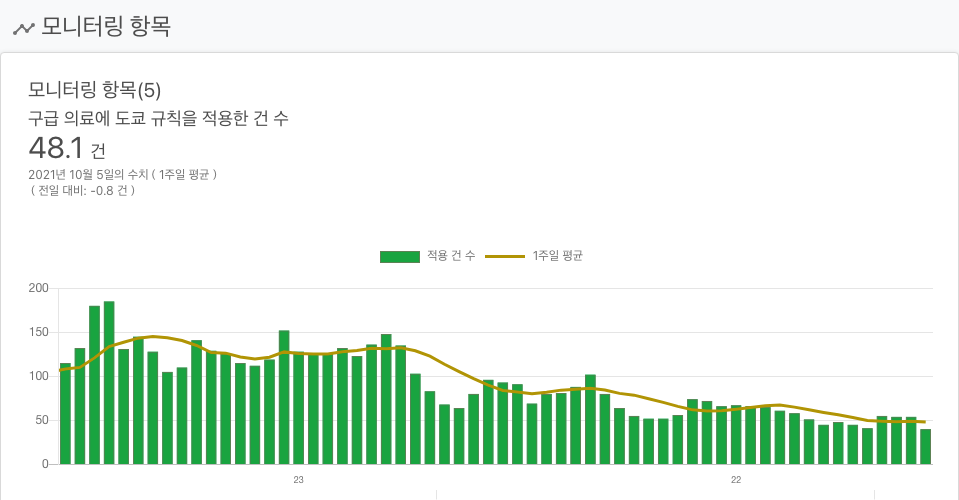 모니터링 항목
모니터링 항목(5)
구급 의료에 도쿄 규칙을 적용한 건 수
48.1 건
2021년 10월 5일의 수치 ( 1주일 평균 )
( 전일 대비: -0.8 건 )
적용 건 수 1주일 평균
200
150
100
50
0
23 22